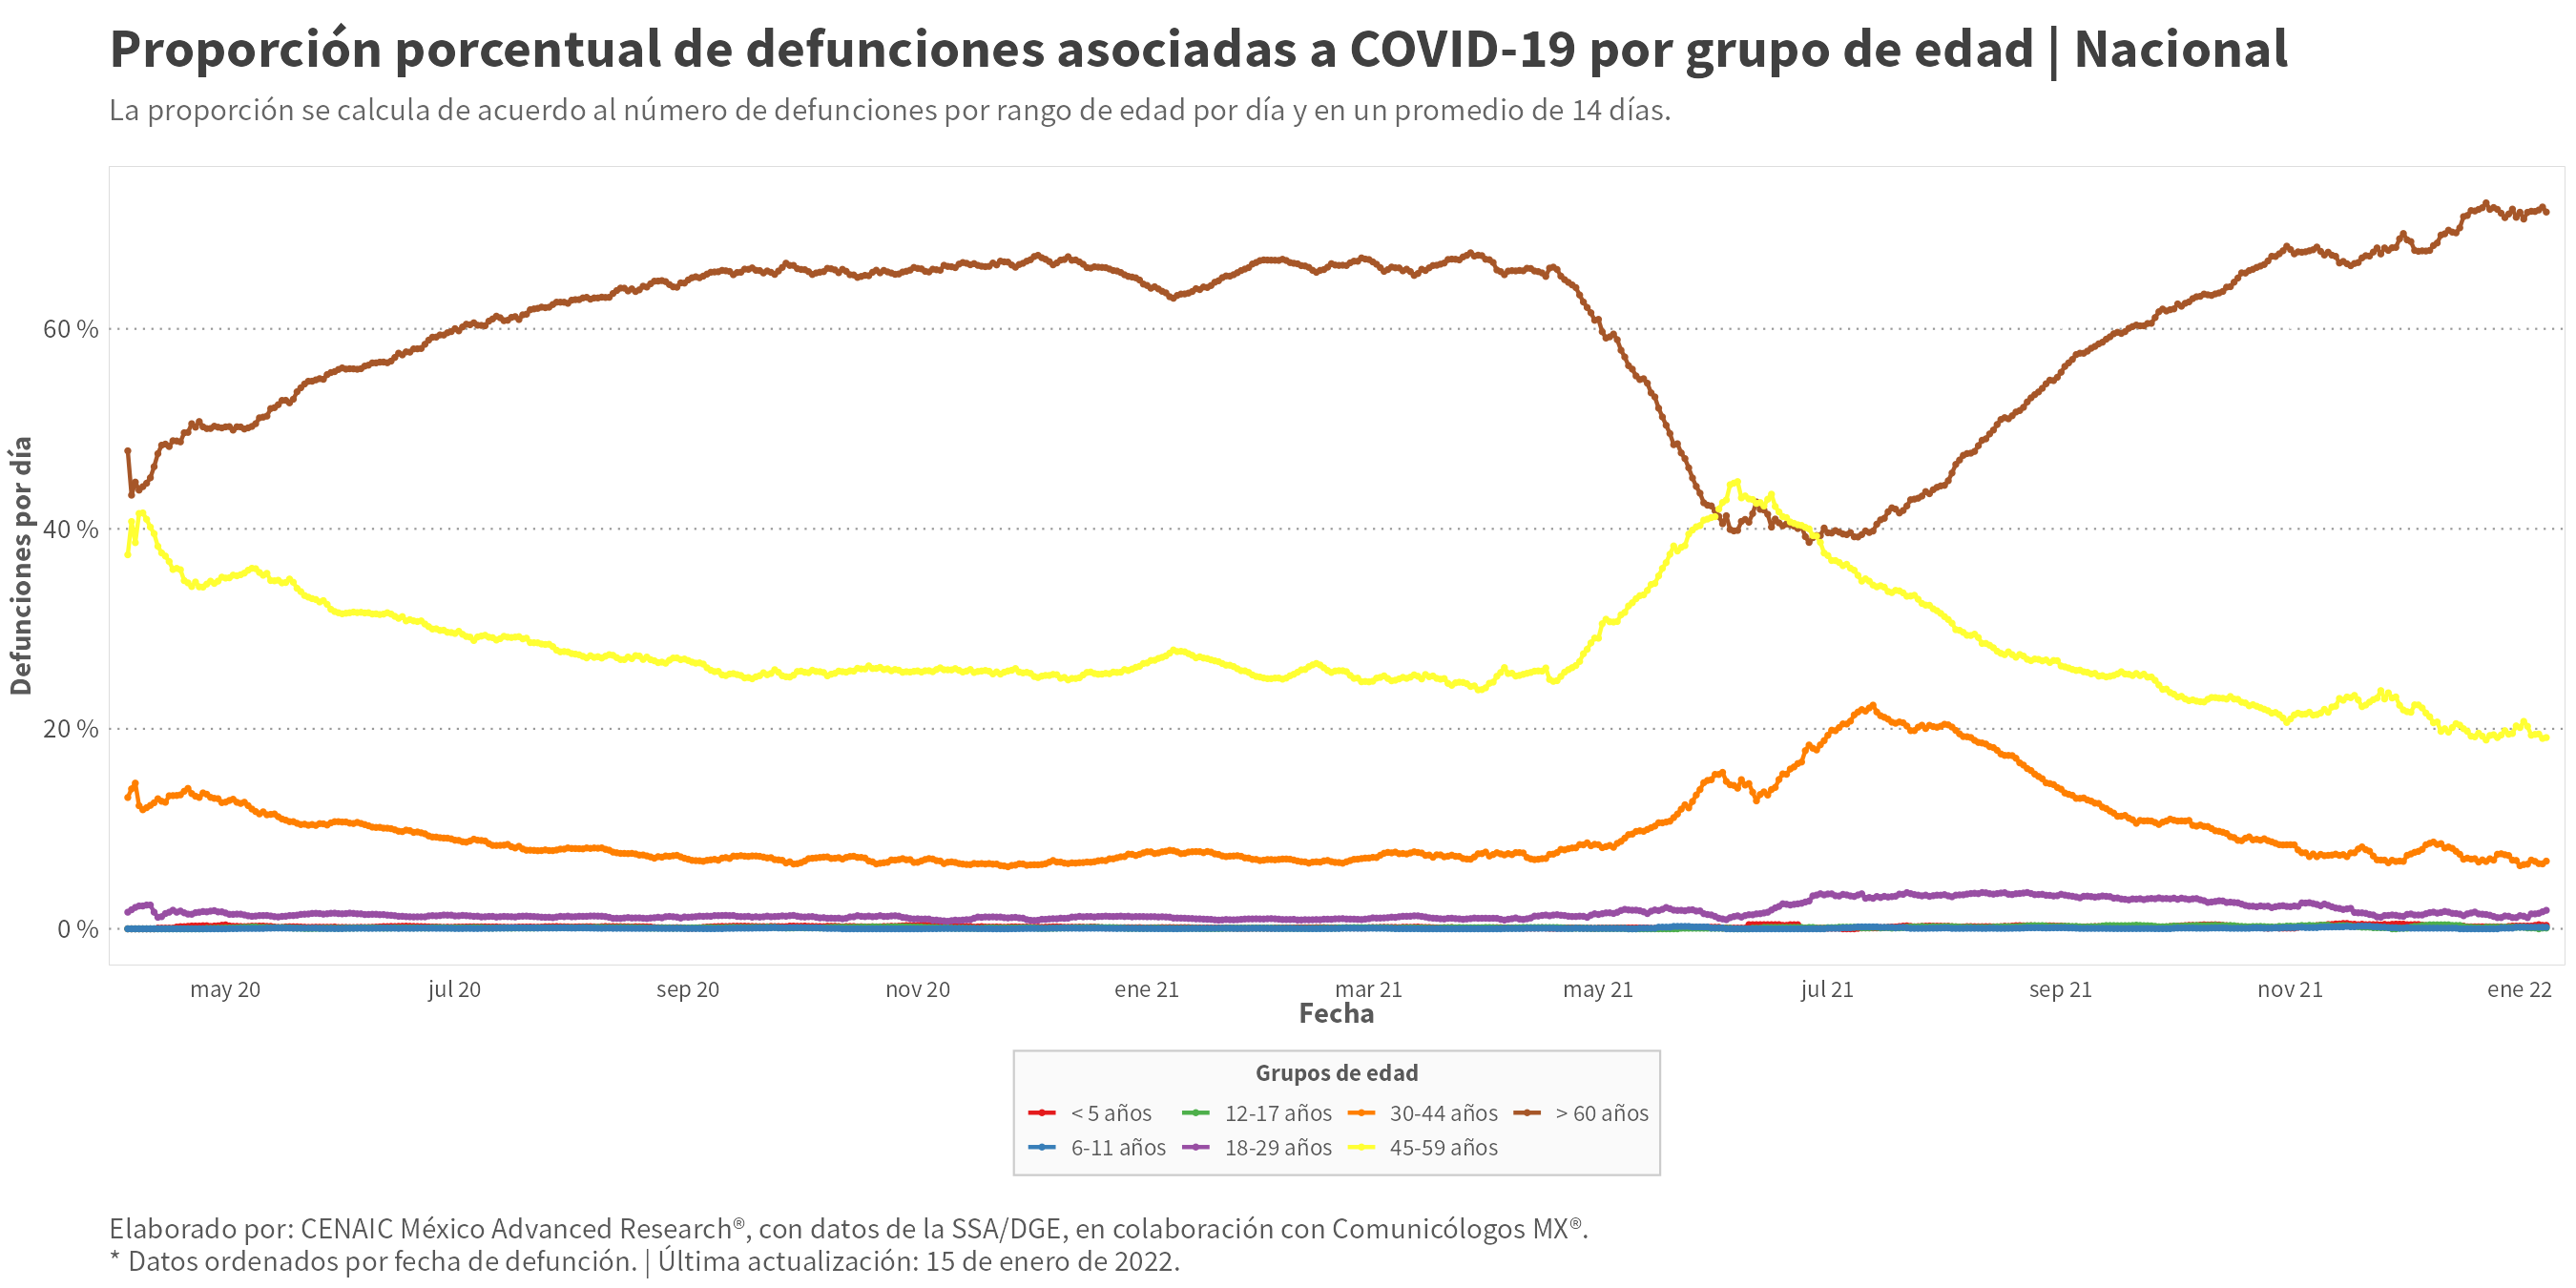 Proporción porcentual de defunciones asociadas a COVID-19 por grupo de edad | Nacional
La proporción se calcula de acuerdo al número de defunciones por rango de edad por día y en un promedio de 14 días.
Defunciones por día
60 %
40 %
20 %
0 %
may 20 jul 20 sep 20 nov 20 ene 21 mar 21 may 21 jul 21 sep 21 nov 21 ene 22
Fecha
Grupos de edad
< 5 años 12-17 años 30-44 años > 60 años
6-11 años 18-29 años 45-59 años
Elaborado por: CENAIC México Advanced Research®, con datos de la SSA/DGE, en colaboración con Comunicólogos MX®.
* Datos ordenados por fecha de defunción. | Última actualización: 15 de enero de 2022.